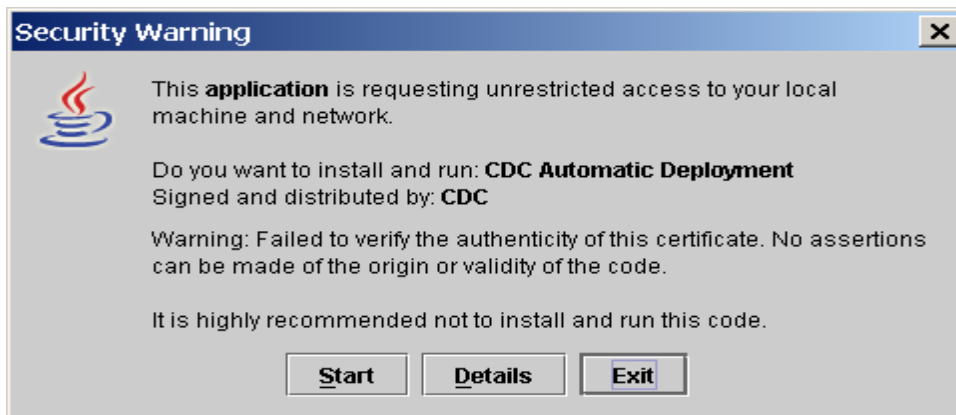 Security Warning
This application is requesting unrestricted access to your local
machine and network.
Do you want to install and run: CDC Automatic Deployment
Signed and distributed by: CDC
Warning: Failed to verify the authenticity of this certificate. No assertions
can be made of the origin or validity of the code.
It is highly recommended not to install and run this code.
Start Details Exit